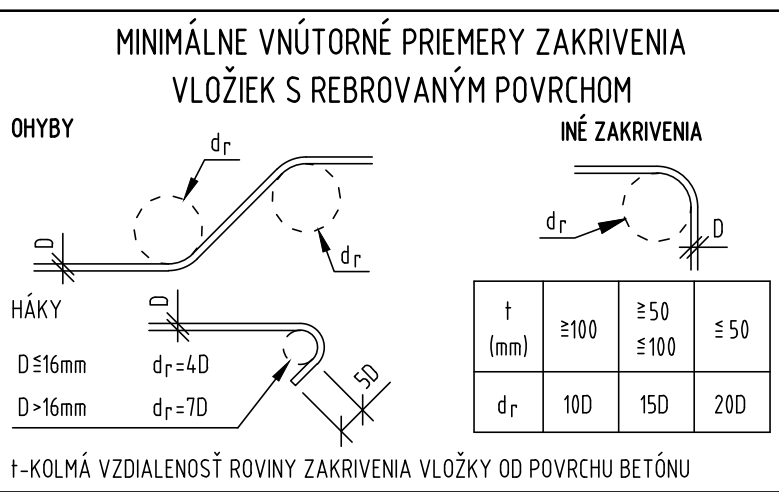 MINIMÁLNE VNÚTORNÉ PRIEMERY ZAKRIVENIA
VLOŽIEK S REBROVANÝM POVRCHOM
OHYBY
INÉ ZAKRIVENIA
dr
D
dr
dr
D
HÁKY
D
D≦16mm dr=4D
D>16mm dr=7D
5D
t (mm) ≧100 ≧50 ≦100 ≦50
dr 10D 15D 20D
t-KOLMÁ VZDIALENOSŤ ROVINY ZAKRIVENIA VLOŽKY OD POVRCHU BETÓNU